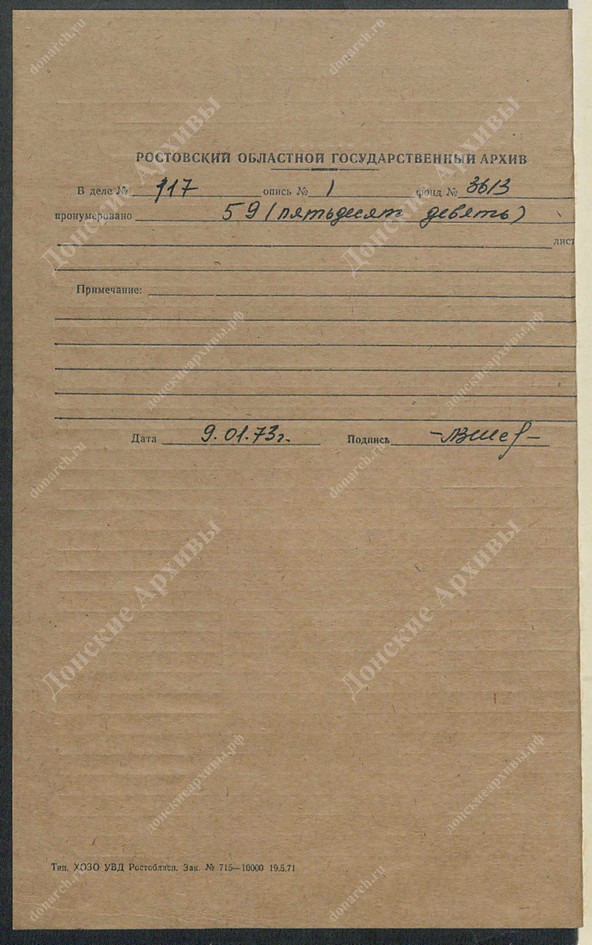 РОСТОВСКИЙ ОБЛАСТНОЙ ГОСУДАРСТВЕННЫЙ АРХИВ
В деле № 117 опись № 1 фонд № 3613
пронумеровано 59 (пятьдесят девять)
лист
Примечание:
Дата 9.01.73г. Подпись
Тип. ХОЗО УВД Ростоблисп. Зак. № 715—10000 19.5.71
Донские Архивы
donarch.ru
донскиеархивы.рф